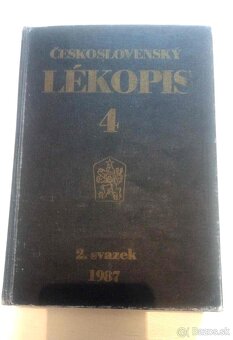 ČESKOSLOVENSKÝ
LÉKOPIS
4
2. svazek
1987
bazos.sk